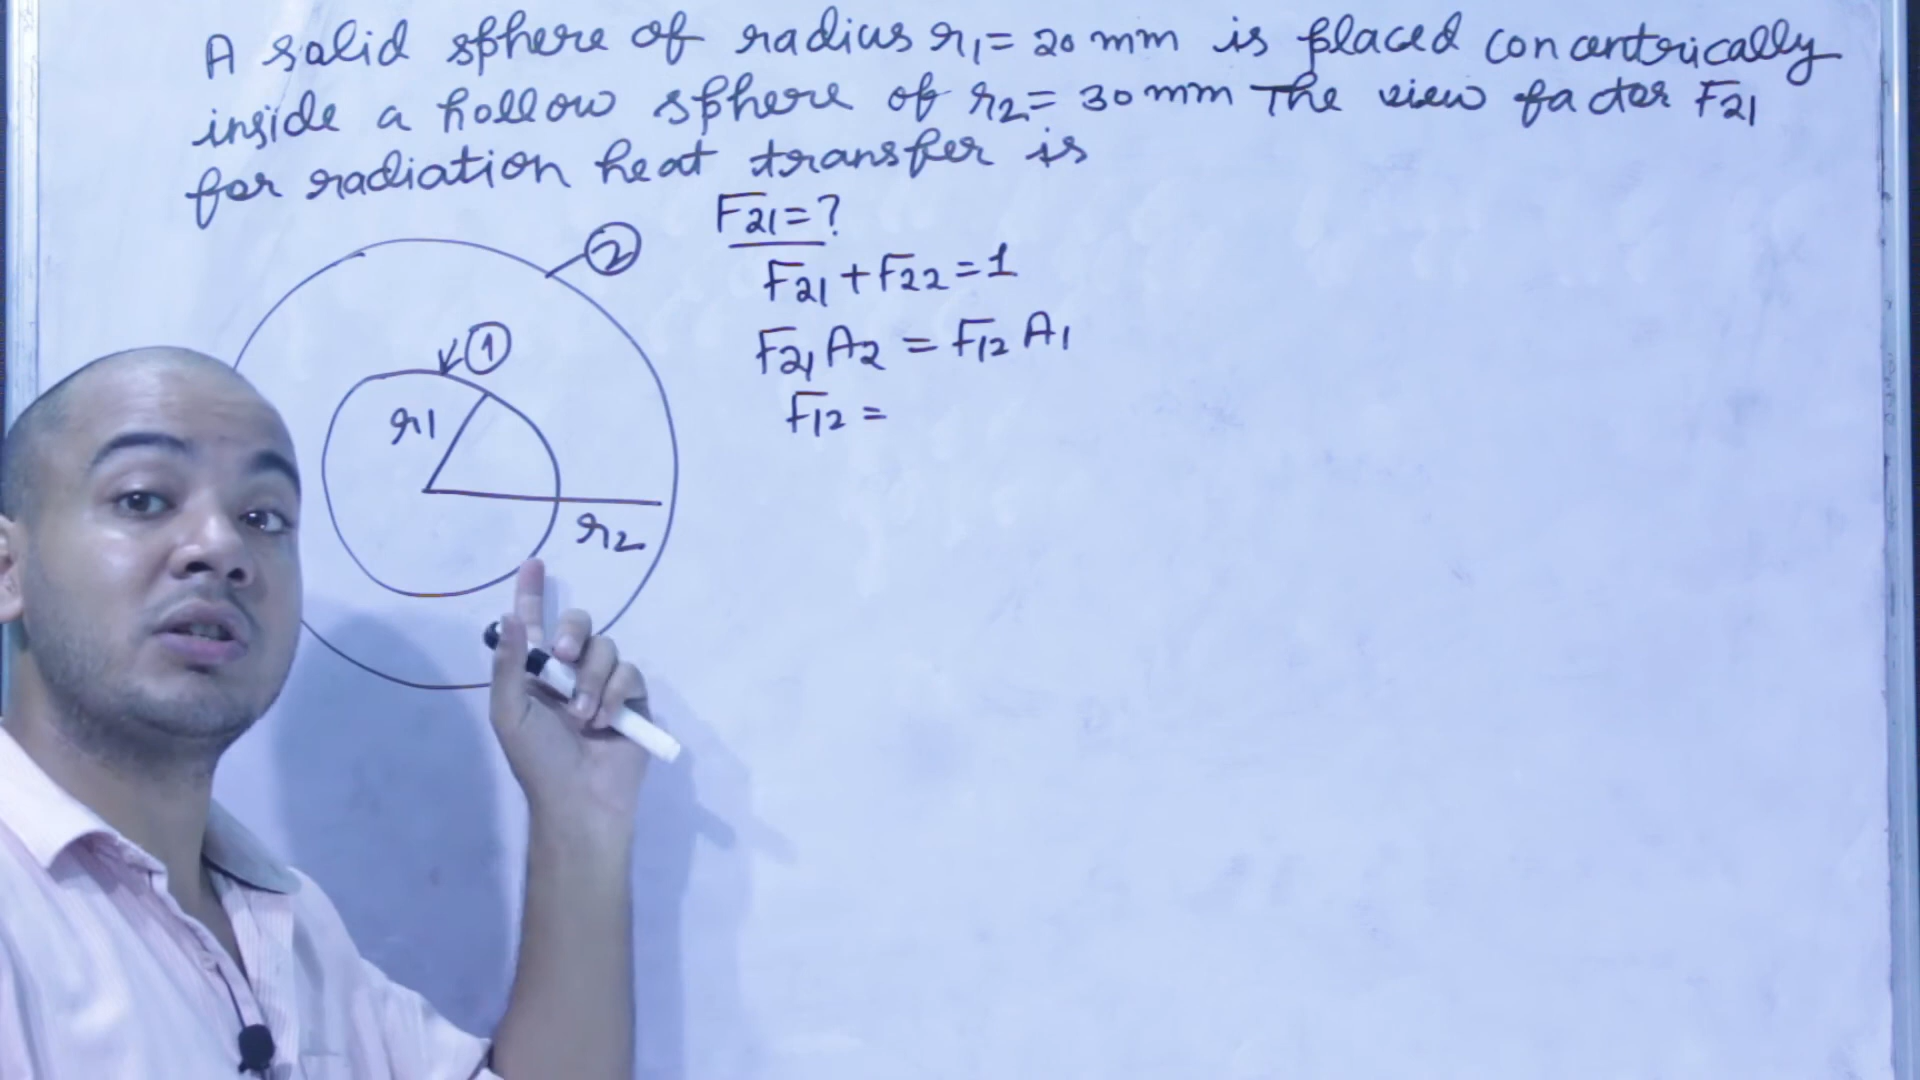 A solid sphere of radius r1 = 20 mm is placed concentrically
inside a hollow sphere of r2 = 30 mm The view factor F21
for radiation heat transfer is
F21 = ?
F21 + F22 = 1
F21 A2 = F12 A1
F12 =
2
1
r1
r2